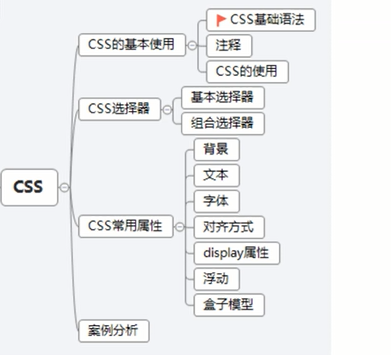 CSS
CSS的基本使用
CSS基础语法
注释
CSS的使用
CSS选择器
基本选择器
组合选择器
CSS常用属性
背景
文本
字体
对齐方式
display属性
浮动
盒子模型
案例分析